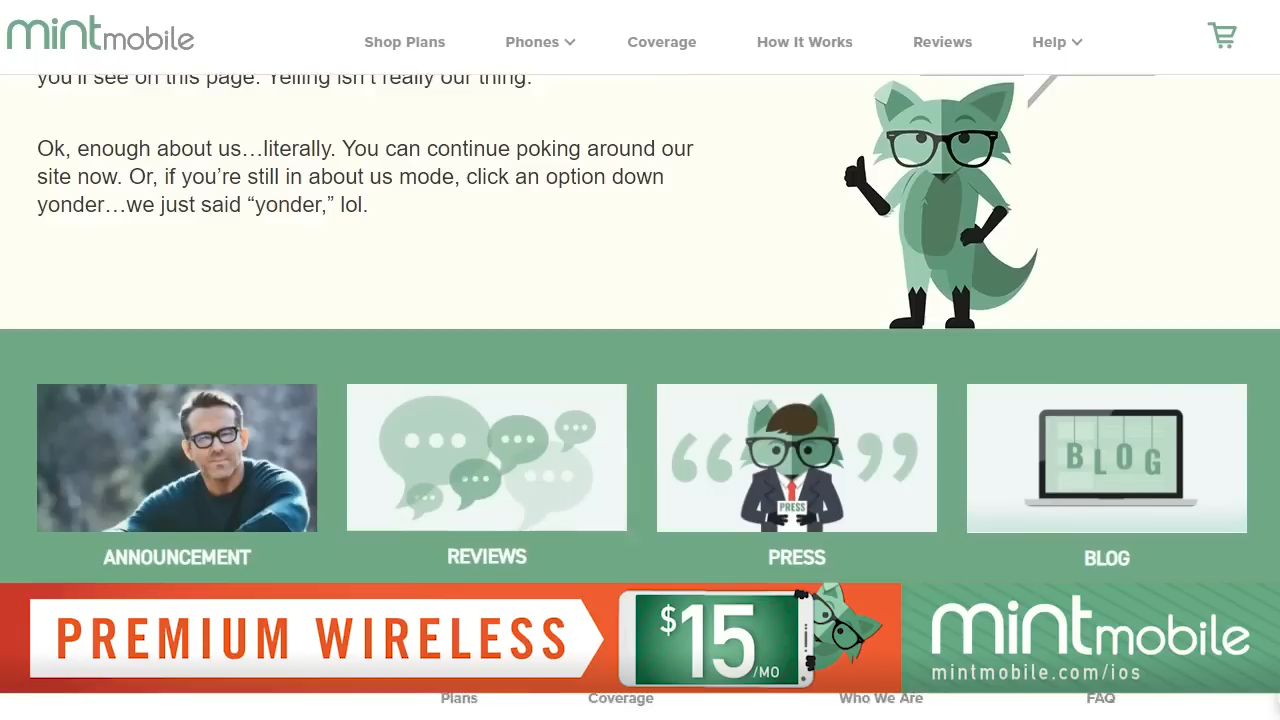 mintmobile
Shop Plans
Phones
Coverage
How It Works
Reviews
Help
you'll see on this page. Yelling isn't really our thing.
Ok, enough about us…literally. You can continue poking around our
site now. Or, if you’re still in about us mode, click an option down
yonder…we just said “yonder,” lol.
PRESS
BLOG
ANNOUNCEMENT
REVIEWS
PRESS
BLOG
PREMIUM WIRELESS
$15/MO
mintmobile
mintmobile.com/ios
Plans
Coverage
Who We Are
FAQ